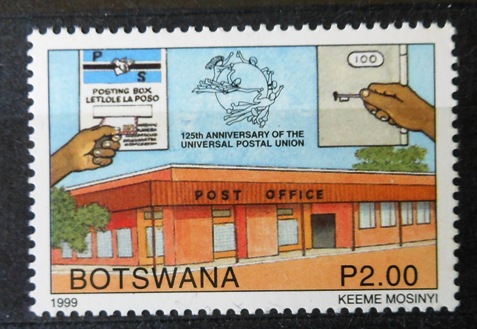 P
S
POSTING BOX
LETLOLE LA POSO
100
125th ANNIVERSARY OF THE
UNIVERSAL POSTAL UNION
POST OFFICE
BOTSWANA
P2.00
1999
KEEME MOSINYI